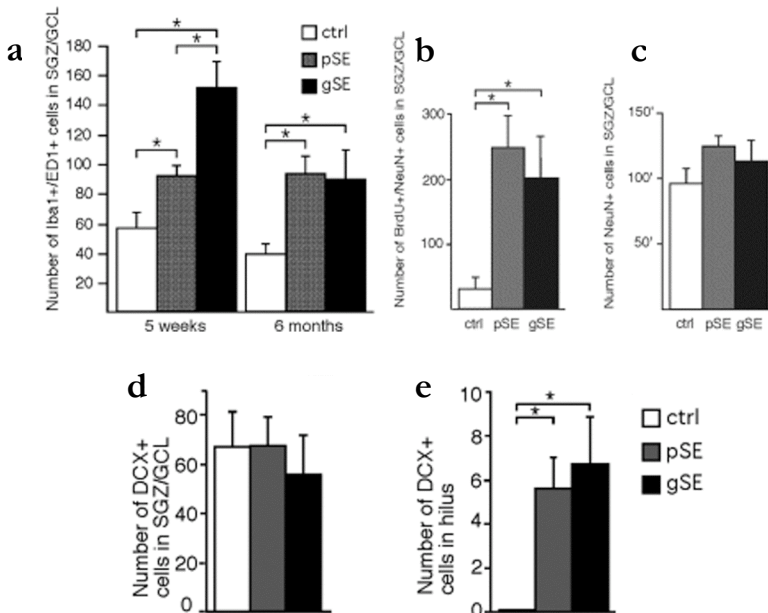 a
Number of Iba1+/ED1+ cells in SGZ/GCL
180
160
140
120
100
80
60
40
20
*
*
*
*
*
5 weeks
6 months
ctrl
pSE
gSE
b
Number of BrdU+/NeuN+ cells in SGZ/GCL
300
200
100
*
*
ctrl pSE gSE
c
Number of NeuN+ cells in SGZ/GCL
150'
100'
50'
ctrl pSE gSE
d
Number of DCX+
cells in SGZ/GCL
80
60
40
20
0
e
Number of DCX+
cells in hilus
10
8
6
4
2
0
*
*
ctrl
pSE
gSE